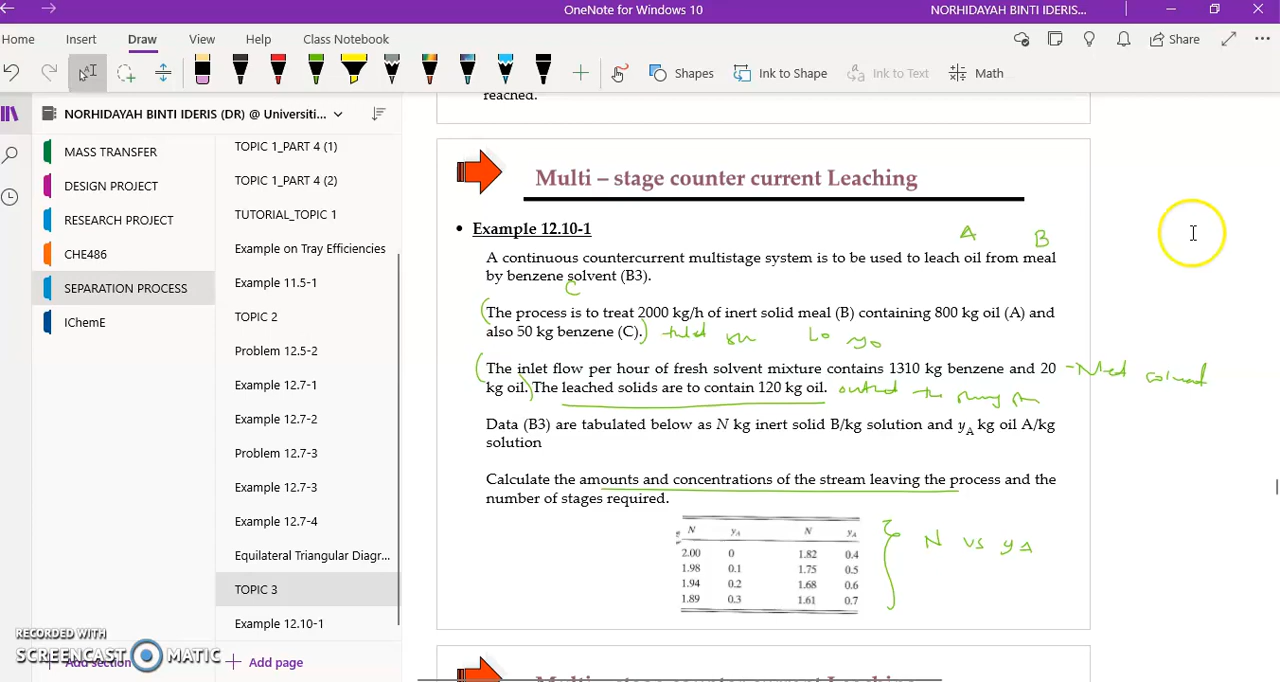 OneNote for Windows 10
NORHIDAYAH BINTI IDERIS...
Home Insert Draw View Help Class Notebook
Share
Shapes Ink to Shape Ink to Text Math
NORHIDAYAH BINTI IDERIS (DR) @ Universiti...
MASS TRANSFER
DESIGN PROJECT
RESEARCH PROJECT
CHE486
SEPARATION PROCESS
IChemE
Add section
TOPIC 1_PART 4 (1)
TOPIC 1_PART 4 (2)
TUTORIAL_TOPIC 1
Example on Tray Efficiencies
Example 11.5-1
TOPIC 2
Problem 12.5-2
Example 12.7-1
Example 12.7-2
Problem 12.7-3
Example 12.7-3
Example 12.7-4
Equilateral Triangular Diagr...
TOPIC 3
Example 12.10-1
Add page
RECORDED WITH
SCREENCAST MATIC
reached.
Multi – stage counter current Leaching
• Example 12.10-1
A B
A continuous countercurrent multistage system is to be used to leach oil from meal
by benzene solvent (B3).
C
The process is to treat 2000 kg/h of inert solid meal (B) containing 800 kg oil (A) and
also 50 kg benzene (C).
Lo yo
The inlet flow per hour of fresh solvent mixture contains 1310 kg benzene and 20
kg oil. The leached solids are to contain 120 kg oil.
Data (B3) are tabulated below as N kg inert solid B/kg solution and yA kg oil A/kg
solution
Calculate the amounts and concentrations of the stream leaving the process and the
number of stages required.
N yA N yA
2.00 0 1.82 0.4
1.98 0.1 1.75 0.5
1.94 0.2 1.68 0.6
1.89 0.3 1.61 0.7
N vs yA